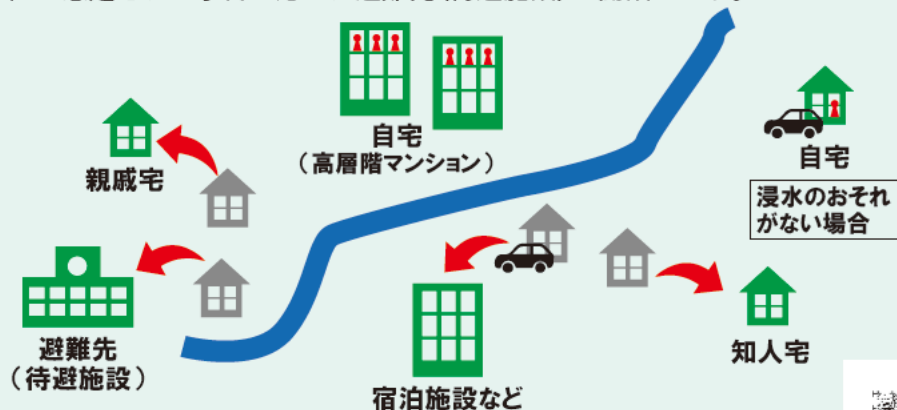 自宅
（高層階マンション）
親戚宅
自宅
浸水のおそれ
がない場合
避難先
（待避施設）
宿泊施設など
知人宅